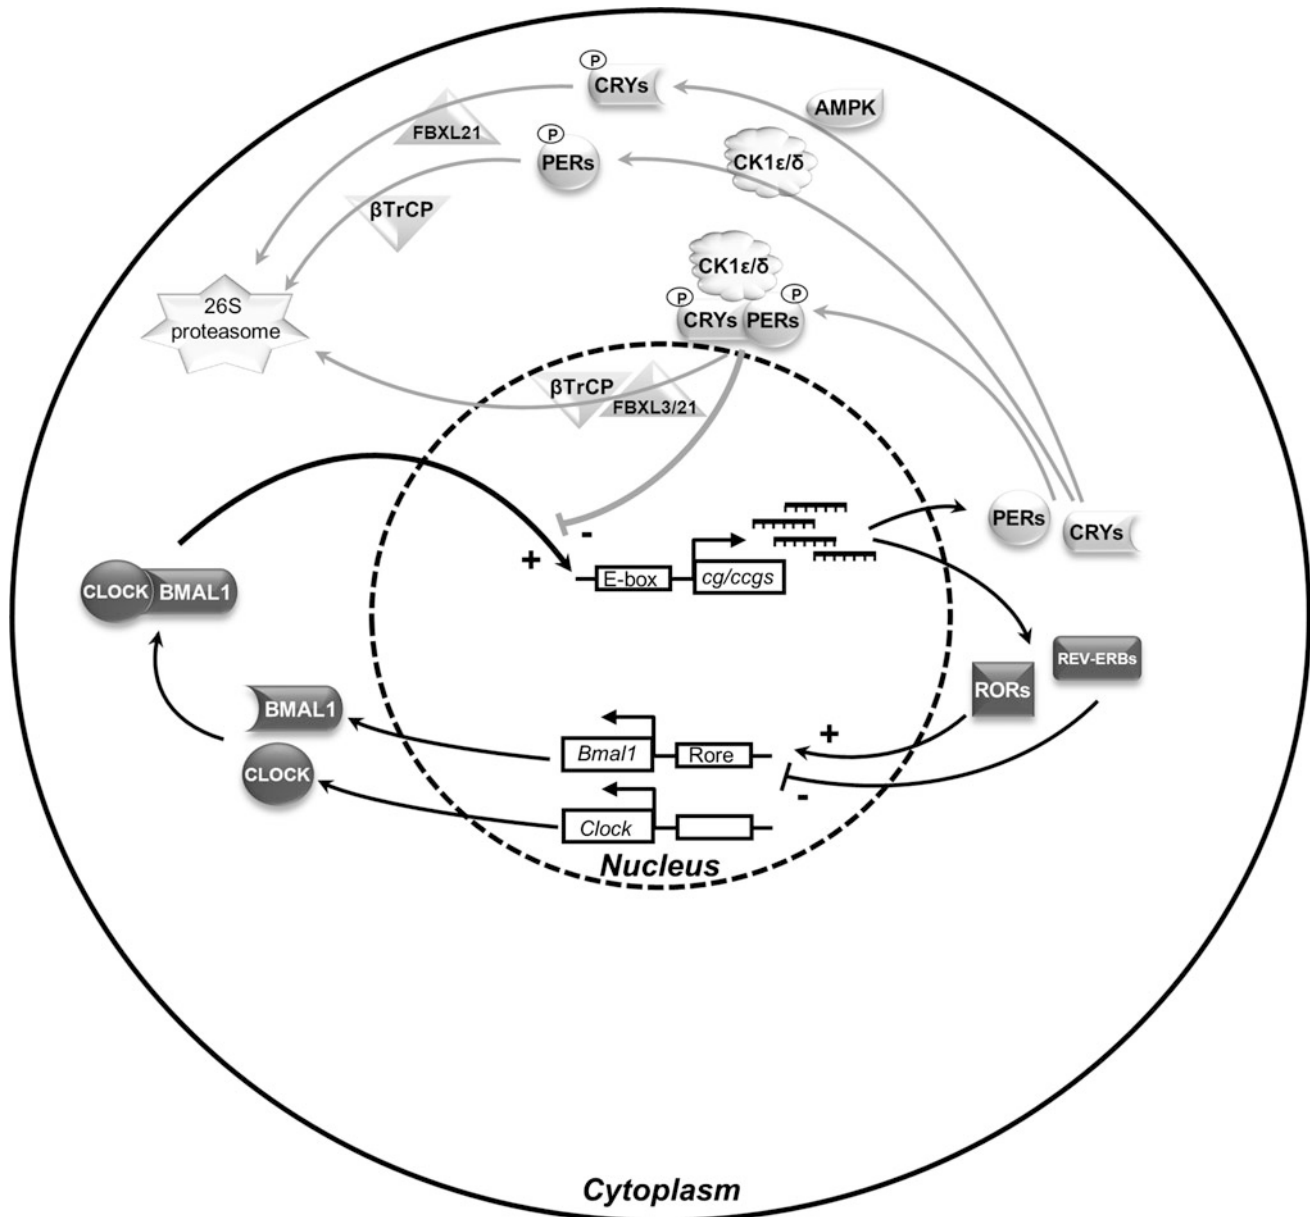 P
CRYs
AMPK
FBXL21
P
PERs
CK1ε/δ
βTrCP
CK1ε/δ
26S
proteasome
P
P
CRYs
PERs
βTrCP
FBXL3/21
PERs
CRYs
-
+
E-box
cg/ccgs
CLOCK
BMAL1
REV-ERBs
RORs
BMAL1
+
Bmal1
Rore
CLOCK
-
Clock
Nucleus
Cytoplasm